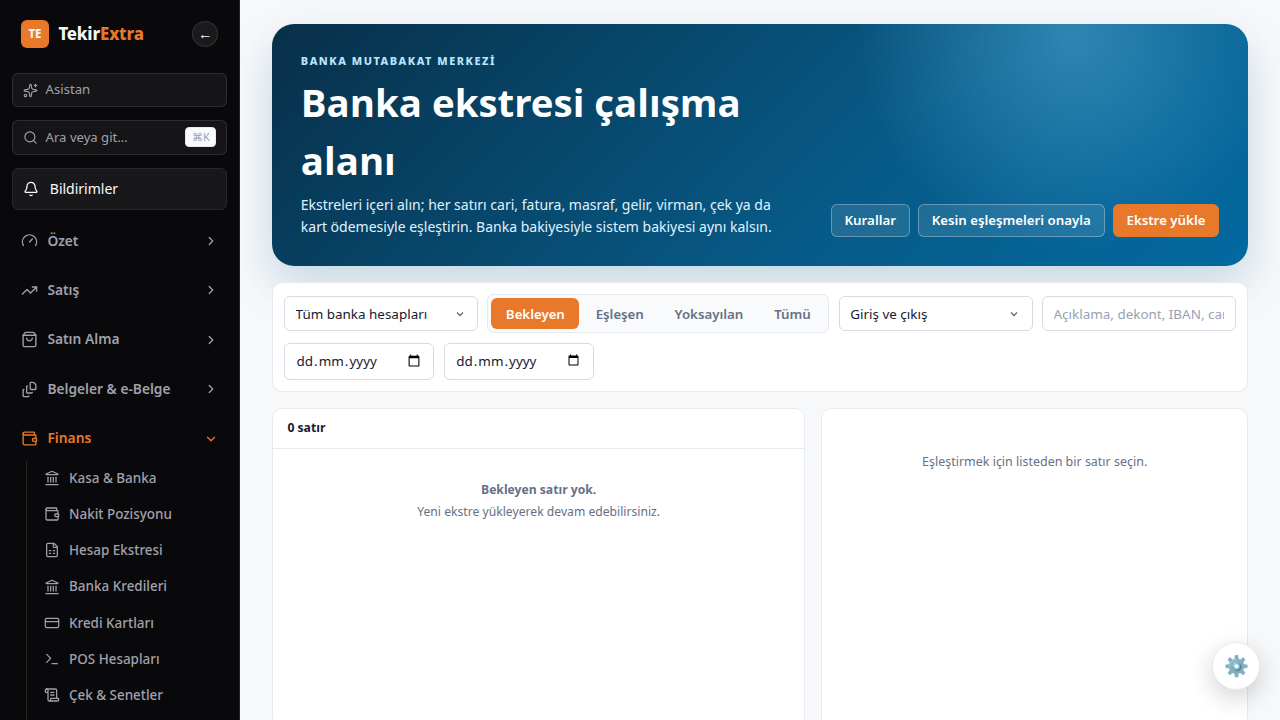 TE TekirExtra ←
Asistan
Ara veya git... ⌘K
Bildirimler
Özet
Satış
Satın Alma
Belgeler & e-Belge
Finans
Kasa & Banka
Nakit Pozisyonu
Hesap Ekstresi
Banka Kredileri
Kredi Kartları
POS Hesapları
Çek & Senetler
BANKA MUTABAKAT MERKEZİ
Banka ekstresi çalışma
alanı
Ekstreleri içeri alın; her satırı cari, fatura, masraf, gelir, virman, çek ya da
kart ödemesiyle eşleştirin. Banka bakiyesiyle sistem bakiyesi aynı kalsın.
Kurallar Kesin eşleşmeleri onayla Ekstre yükle
Tüm banka hesapları Bekleyen Eşleşen Yoksayılan Tümü Giriş ve çıkış Açıklama, dekont, IBAN, car
dd.mm.yyyy dd.mm.yyyy
0 satır
Bekleyen satır yok.
Yeni ekstre yükleyerek devam edebilirsiniz.
Eşleştirmek için listeden bir satır seçin.